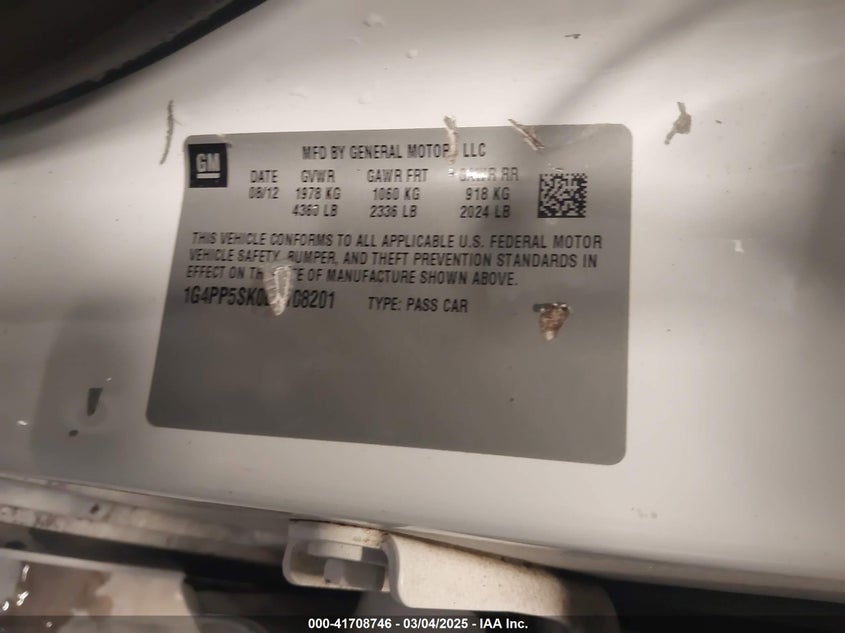 GM
MFD BY GENERAL MOTORS LLC
DATE GVWR GAWR FRT GAWR RR
08/12 1978 KG 1060 KG 918 KG
4360 LB 2336 LB 2024 LB
THIS VEHICLE CONFORMS TO ALL APPLICABLE U.S. FEDERAL MOTOR
VEHICLE SAFETY, BUMPER, AND THEFT PREVENTION STANDARDS IN
EFFECT ON THE DATE OF MANUFACTURE SHOWN ABOVE.
TYPE: PASS CAR
000-41708746 — 03/04/2025 — IAA Inc.